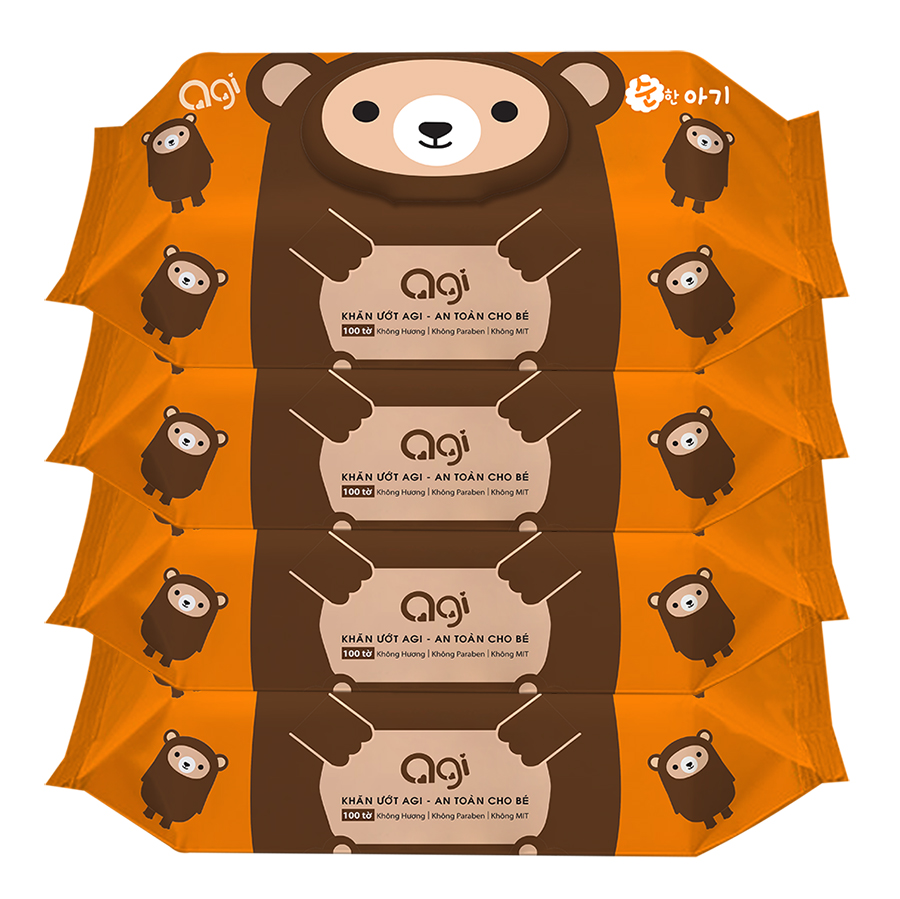 agi
순한 아기
agi
KHĂN ƯỚT AGI - AN TOÀN CHO BÉ
100 tờ Không Hương | Không Paraben | Không MIT
agi
KHĂN ƯỚT AGI - AN TOÀN CHO BÉ
100 tờ Không Hương | Không Paraben | Không MIT
agi
KHĂN ƯỚT AGI - AN TOÀN CHO BÉ
100 tờ Không Hương | Không Paraben | Không MIT
agi
KHĂN ƯỚT AGI - AN TOÀN CHO BÉ
100 tờ Không Hương | Không Paraben | Không MIT